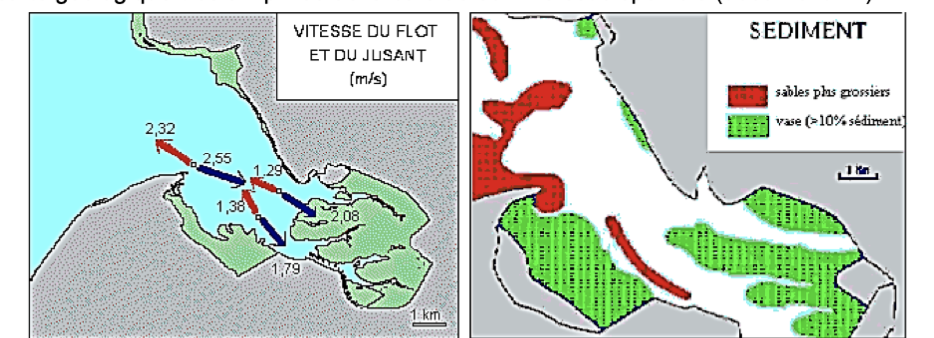 VITESSE DU FLOT
ET DU JUSANT
(m/s)
2,32
2,55
1.29
1,38
2,08
1,79
1 km
SEDIMENT
sables plus grossiers
vase (>10% sédiment)
1 Km